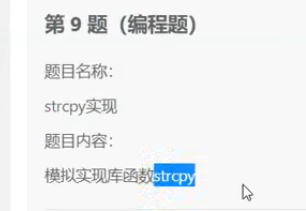 第 9 题（编程题）
题目名称：
strcpy实现
题目内容：
模拟实现库函数strcpy